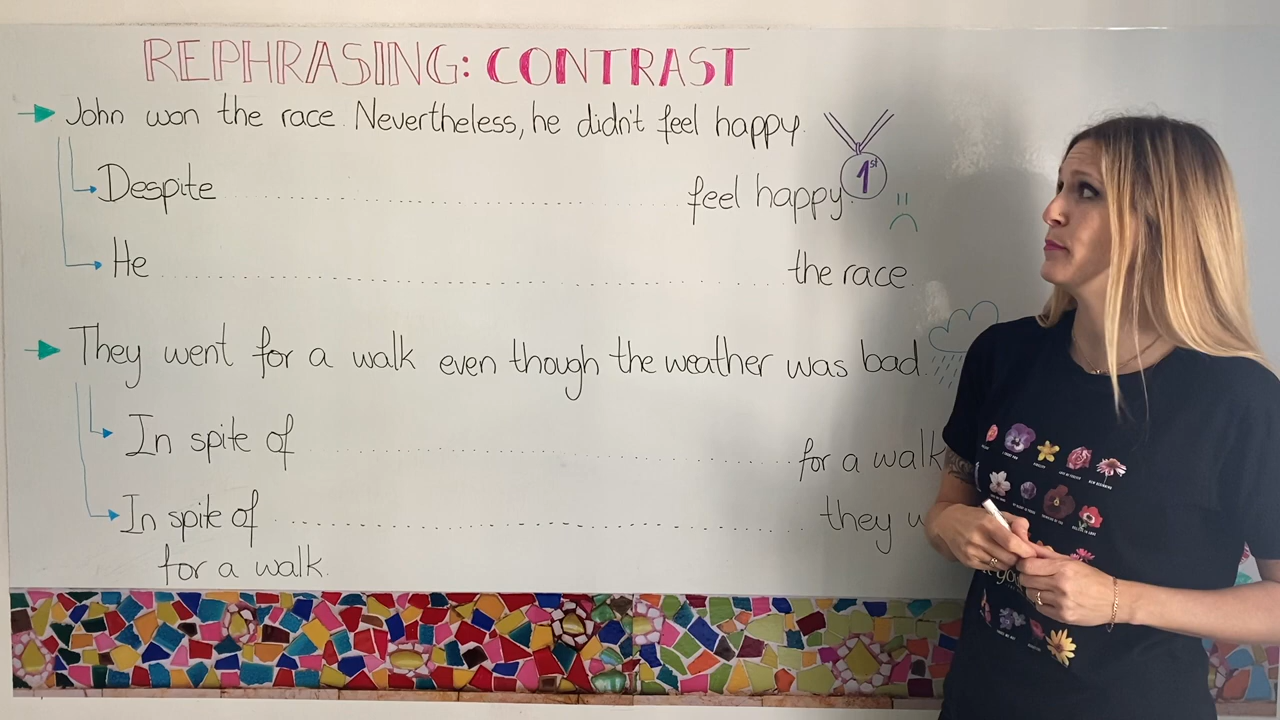 REPHRASING: CONTRAST
John won the race. Nevertheless, he didn't feel happy.
1st
Despite feel happy.
He the race.
They went for a walk even though the weather was bad.
In spite of for a walk
In spite of they
for a walk.